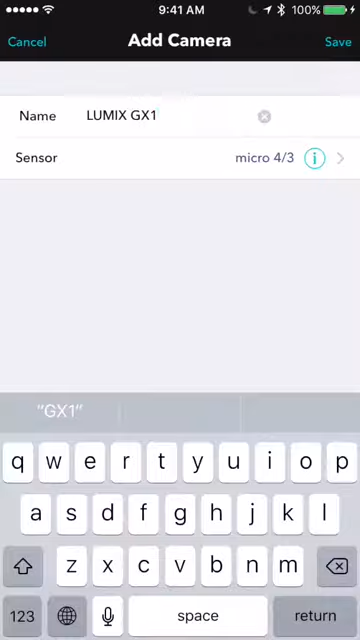 9:41 AM 100%
Cancel Add Camera Save
Name LUMIX GX1
Sensor micro 4/3 i
"GX1"
q w e r t y u i o p
a s d f g h j k l
z x c v b n m
123 space return